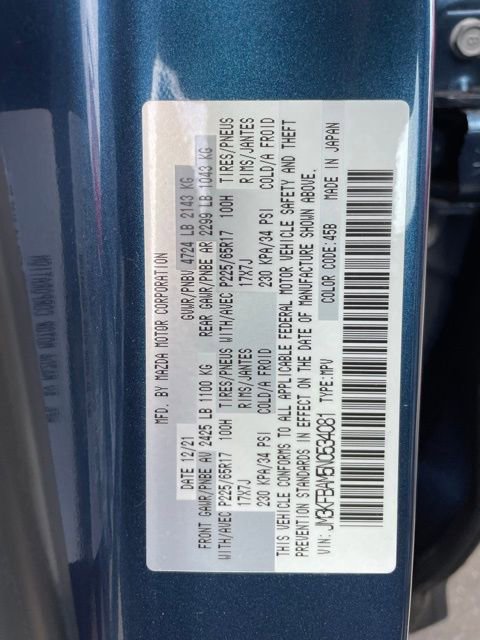 MFD. BY MAZDA MOTOR CORPORATION
DATE 12/21 GVWR/PNBV 4724 LB 2143 KG
FRONT GAWR/PNBE AV 2425 LB 1100 KG REAR GAWR/PNBE AR 2299 LB 1043 KG
WITH/AVEC P225/65R17 100H TIRES/PNEUS WITH/AVEC P225/65R17 100H TIRES/PNEUS
17X7J RIMS/JANTES 17X7J RIMS/JANTES
230 KPA/34 PSI COLD/A FROID 230 KPA/34 PSI COLD/A FROID
THIS VEHICLE CONFORMS TO ALL APPLICABLE FEDERAL MOTOR VEHICLE SAFETY AND THEFT
PREVENTION STANDARDS IN EFFECT ON THE DATE OF MANUFACTURE SHOWN ABOVE.
VIN: JM3KFBAM5N0534081 TYPE:MPV COLOR CODE:45B MADE IN JAPAN